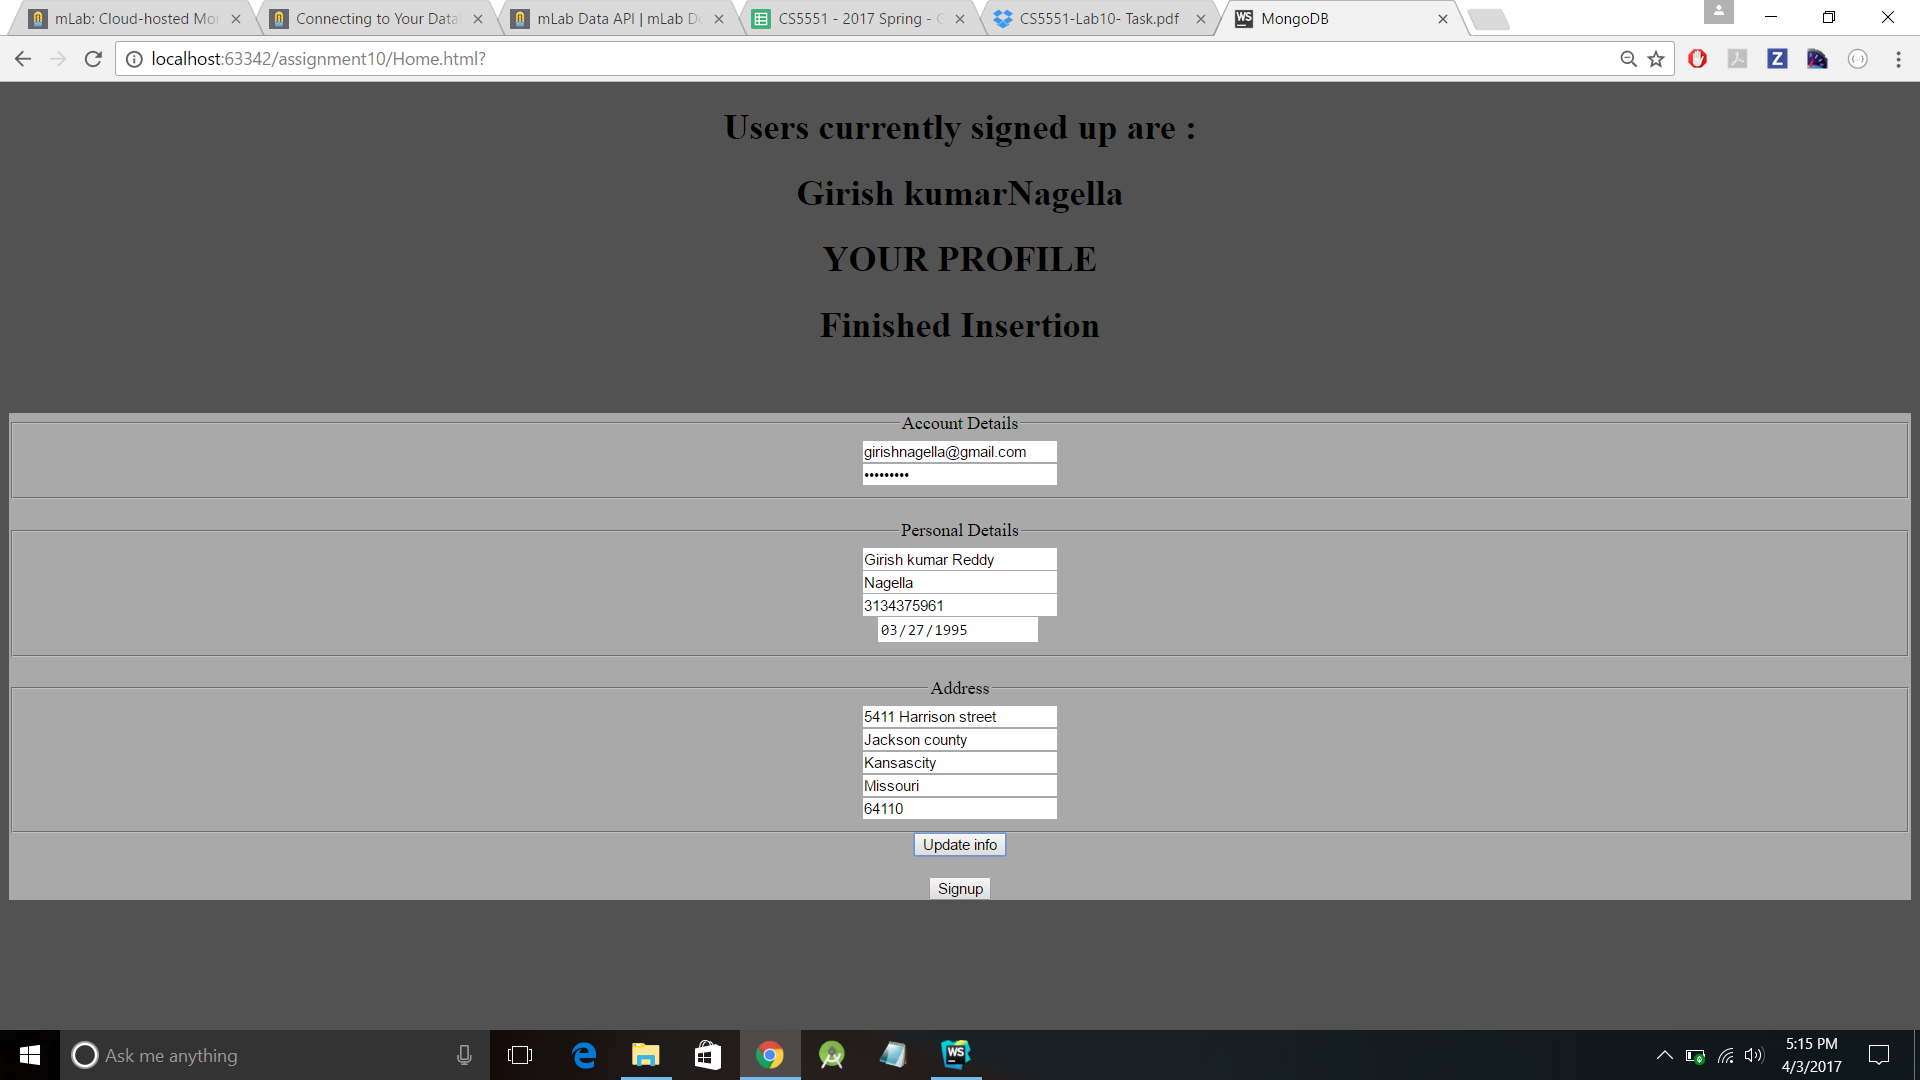 mLab: Cloud-hosted Mo
Connecting to Your Data
mLab Data API | mLab D
CS5551 - 2017 Spring -
CS5551-Lab10- Task.pdf
WS
MongoDB
localhost:63342/assignment10/Home.html?
Z
Users currently signed up are :
Girish kumarNagella
YOUR PROFILE
Finished Insertion
Account Details
girishnagella@gmail.com
•••••••••
Personal Details
Girish kumar Reddy
Nagella
3134375961
03/27/1995
Address
5411 Harrison street
Jackson county
Kansascity
Missouri
64110
Update info
Signup
Ask me anything
WS
5:15 PM
4/3/2017